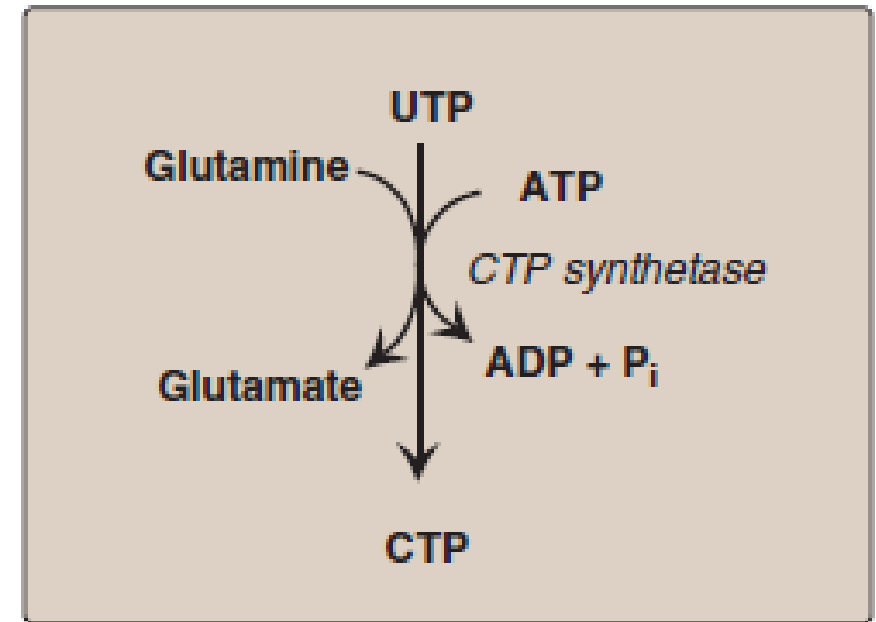 UTP
Glutamine
ATP
CTP synthetase
ADP + Pi
Glutamate
CTP